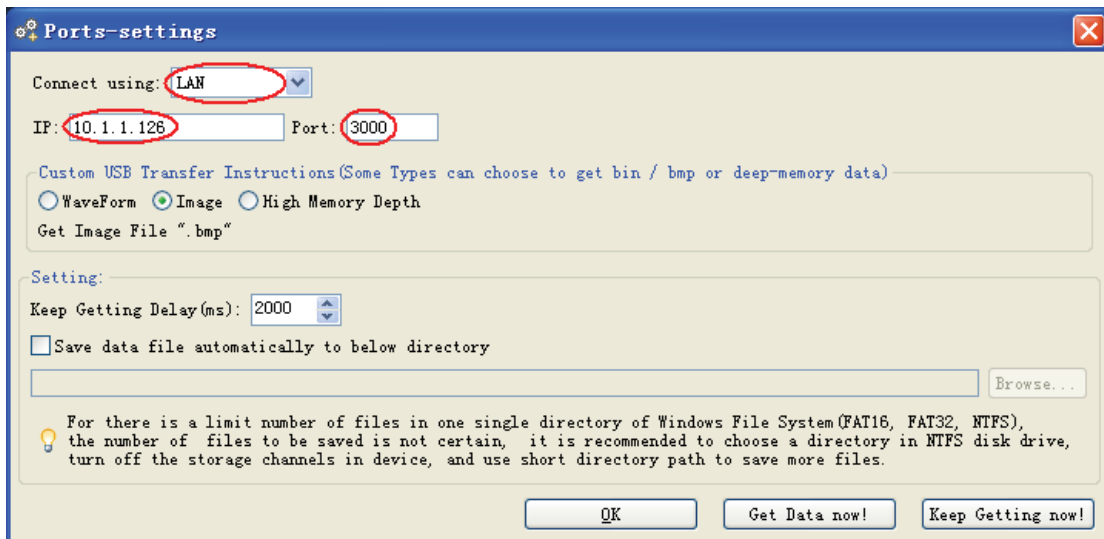 Ports-settings
Connect using: LAN
IP: 10.1.1.126 Port: 3000
Custom USB Transfer Instructions(Some Types can choose to get bin / bmp or deep-memory data)
WaveForm Image High Memory Depth
Get Image File ".bmp"
Setting:
Keep Getting Delay(ms): 2000
Save data file automatically to below directory
Browse...
For there is a limit number of files in one single directory of Windows File System(FAT16, FAT32, NTFS),
the number of files to be saved is not certain, it is recommended to choose a directory in NTFS disk drive,
turn off the storage channels in device, and use short directory path to save more files.
OK Get Data now! Keep Getting now!